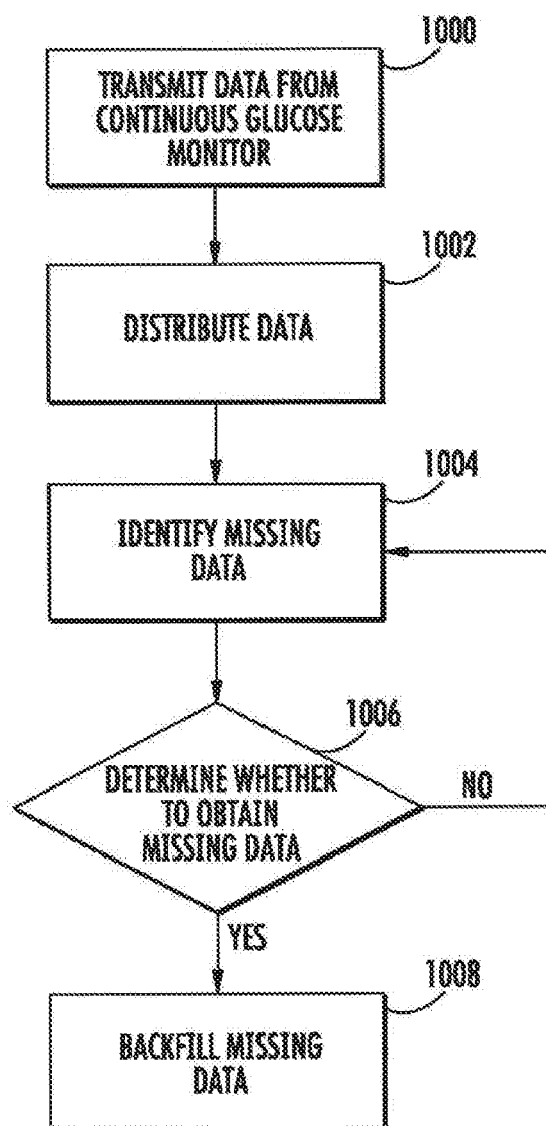 1000
TRANSMIT DATA FROM
CONTINUOUS GLUCOSE
MONITOR
1002
DISTRIBUTE DATA
1004
IDENTIFY MISSING
DATA
1006
DETERMINE WHETHER
TO OBTAIN
MISSING DATA
NO
YES
1008
BACKFILL MISSING
DATA